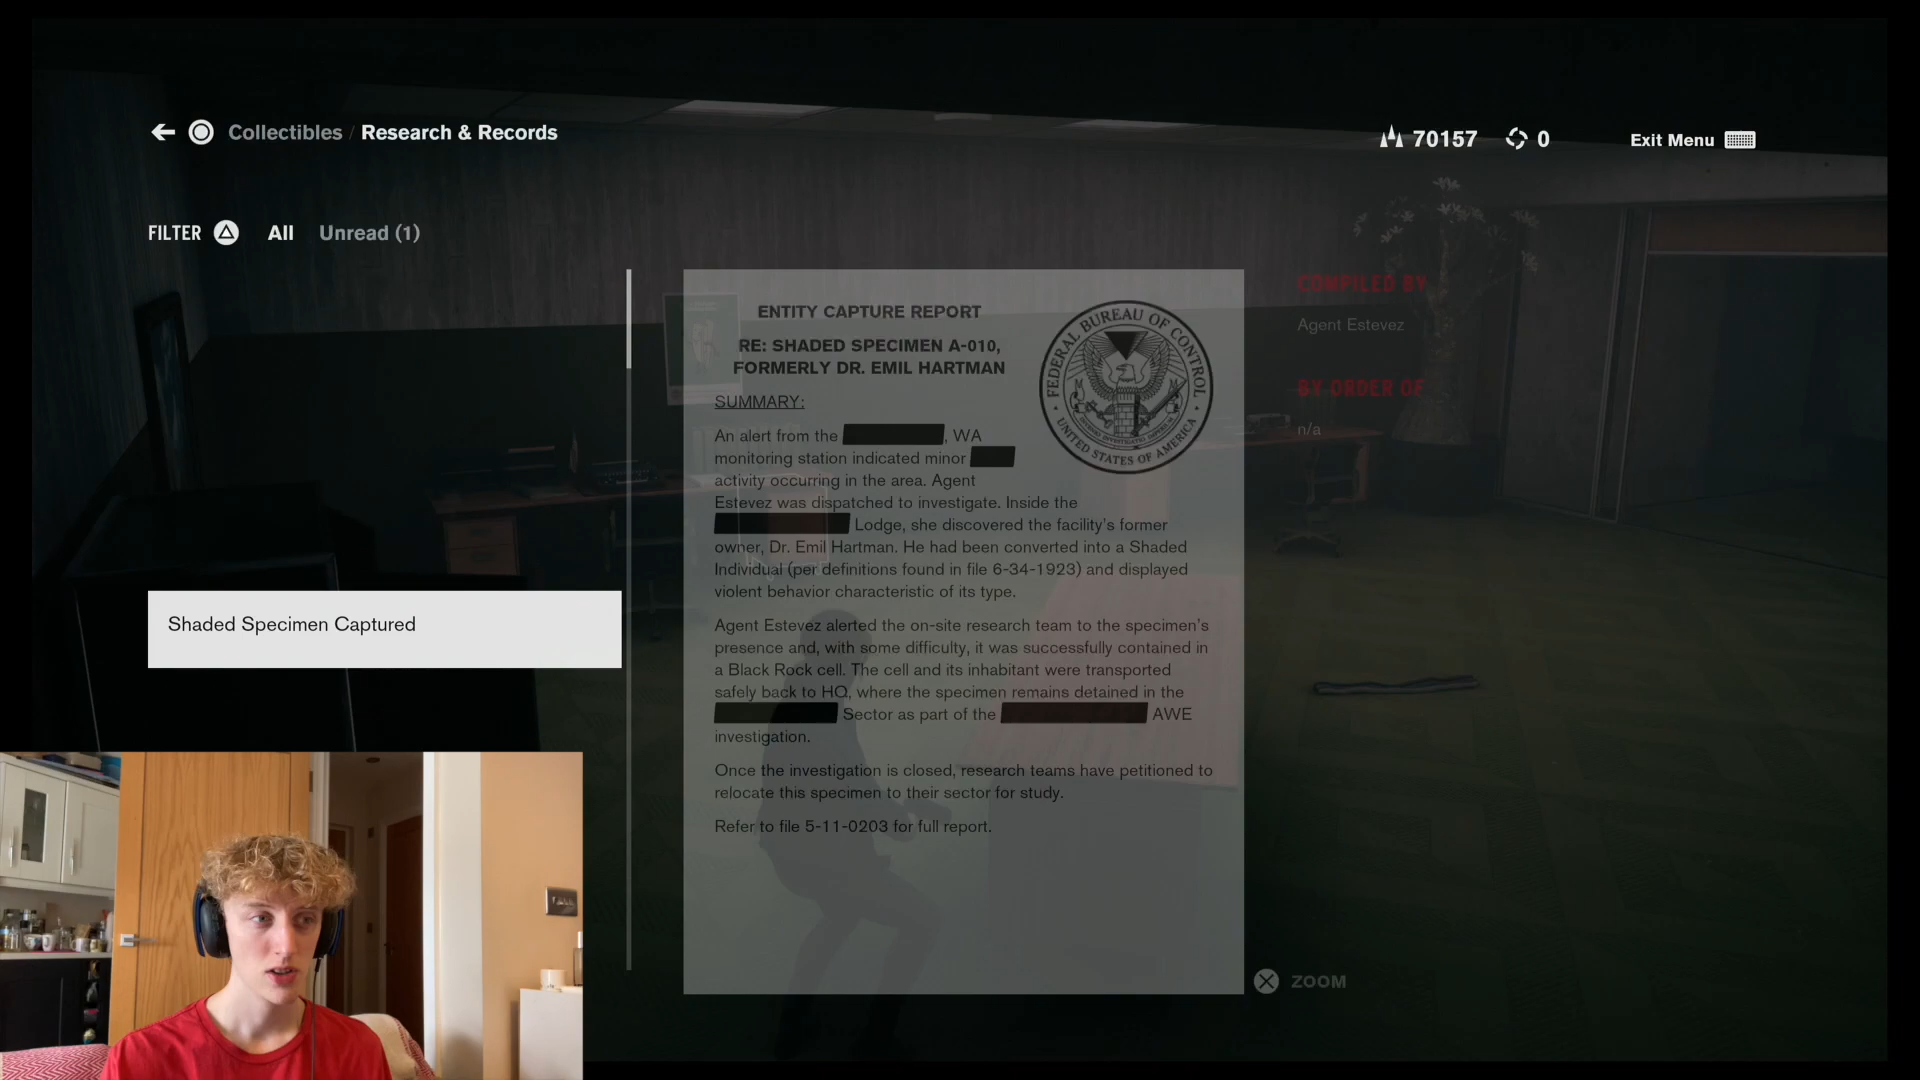 Collectibles / Research & Records
70157
0
Exit Menu
FILTER All Unread (1)
Shaded Specimen Captured
ENTITY CAPTURE REPORT
RE: SHADED SPECIMEN A-010,
FORMERLY DR. EMIL HARTMAN
FEDERAL BUREAU OF CONTROL
UNITED STATES OF AMERICA
SUMMARY:
An alert from the , WA
monitoring station indicated minor
activity occurring in the area. Agent
Estevez was dispatched to investigate. Inside the
Lodge, she discovered the facility's former
owner, Dr. Emil Hartman. He had been converted into a Shaded
Individual (per definitions found in file 6-34-1923) and displayed
violent behavior characteristic of its type.
Agent Estevez alerted the on-site research team to the specimen's
presence and, with some difficulty, it was successfully contained in
a Black Rock cell. The cell and its inhabitant were transported
safely back to HQ, where the specimen remains detained in the
Sector as part of the AWE
investigation.
Once the investigation is closed, research teams have petitioned to
relocate this specimen to their sector for study.
Refer to file 5-11-0203 for full report.
COMPILED BY
Agent Estevez
BY ORDER OF
n/a
ZOOM